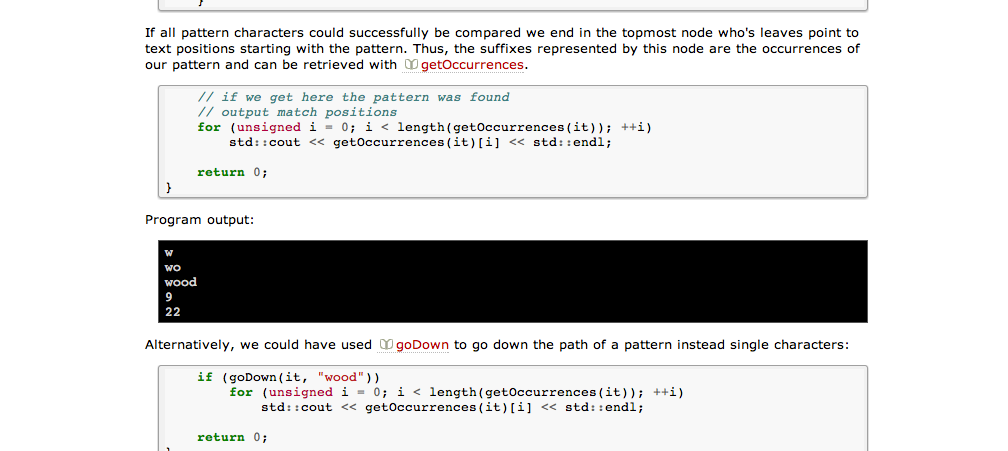 }
If all pattern characters could successfully be compared we end in the topmost node who's leaves point to
text positions starting with the pattern. Thus, the suffixes represented by this node are the occurrences of
our pattern and can be retrieved with getOccurrences.
// if we get here the pattern was found
// output match positions
for (unsigned i = 0; i < length(getOccurrences(it)); ++i)
std::cout << getOccurrences(it)[i] << std::endl;
return 0;
}
Program output:
w
wo
wood
9
22
Alternatively, we could have used goDown to go down the path of a pattern instead single characters:
if (goDown(it, "wood"))
for (unsigned i = 0; i < length(getOccurrences(it)); ++i)
std::cout << getOccurrences(it)[i] << std::endl;
return 0;
}